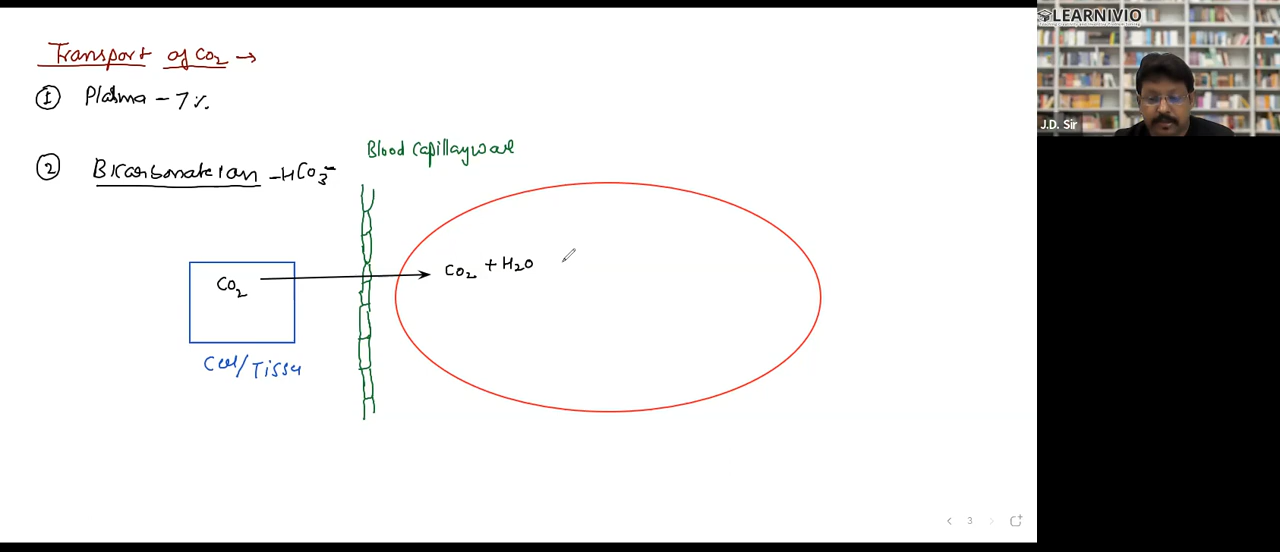 LEARNIVIO
Transport of CO2 →
① Plasma - 7%
J.D. Sir
Blood Capillary wall
② Bicarbonate Ion - HCO3-
CO2
CO2 + H2O
Cell/Tissu
3